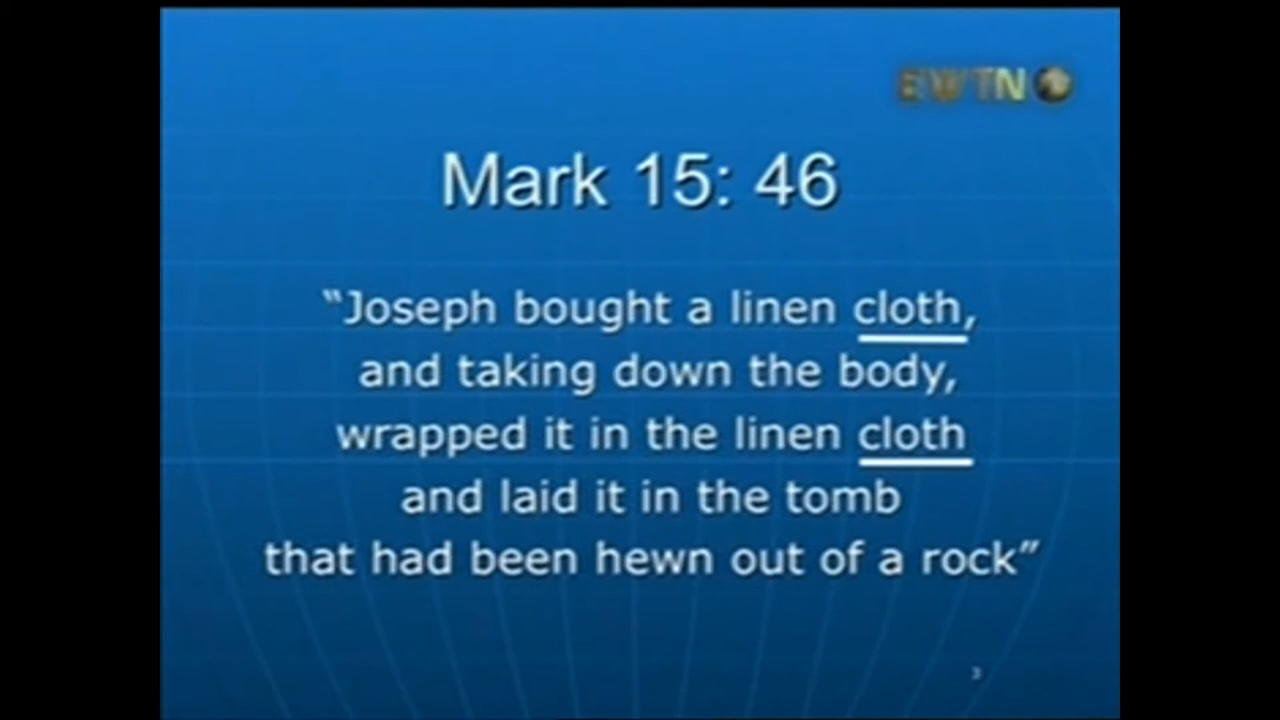 EWTN
Mark 15: 46
“Joseph bought a linen cloth,
and taking down the body,
wrapped it in the linen cloth
and laid it in the tomb
that had been hewn out of a rock”
3